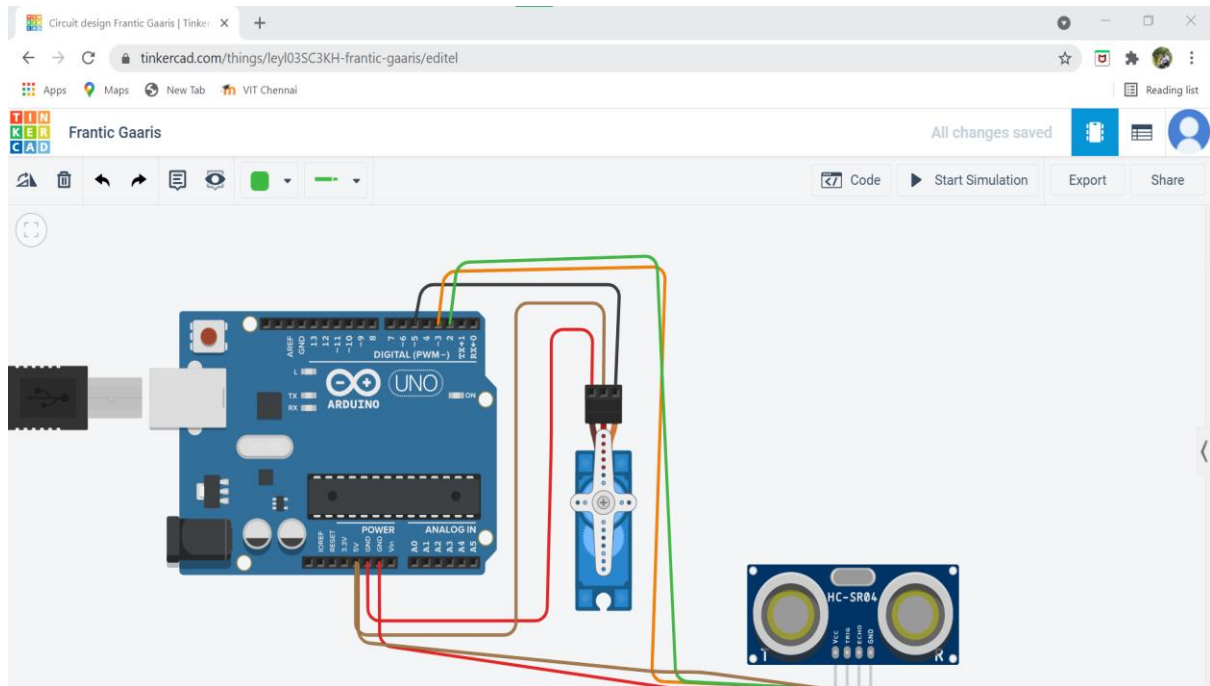 Circuit design Frantic Gaaris | Tinker
tinkercad.com/things/leyl03SC3KH-frantic-gaaris/editel
Apps Maps New Tab VIT Chennai Reading list
TIN
KER
CAD
Frantic Gaaris
All changes saved
Code Start Simulation Export Share
AREF
GND
13
12
~11
~10
~9
8
7
~6
~5
4
~3
2
TX→1
RX←0
DIGITAL (PWM~)
L
TX
RX
ARDUINO
UNO
ON
POWER
ANALOG IN
IOREF
RESET
3.3V
5V
GND
GND
Vin
A0
A1
A2
A3
A4
A5
HC-SR04
Vcc
TRIG
ECHO
GND
T
R